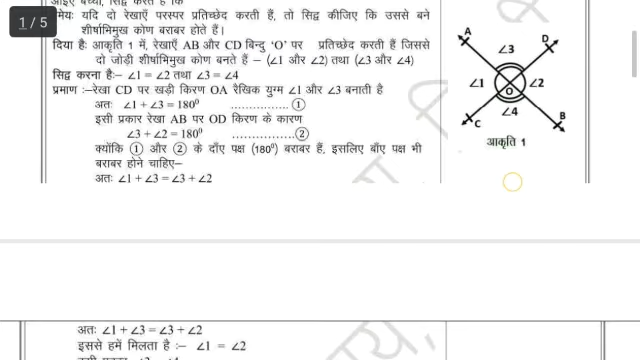 आइए बच्चो, सिद्व करते हैं कि
मेयः यदि दो रेखाएँ परस्पर प्रतिच्छेद करती हैं, तो सिद्व कीजिए कि उससे बने
शीर्षाभिमुख कोण बराबर होते हैं।
दिया हैः आकृति 1 में, रेखाएँ AB और CD बिन्दु 'O' पर प्रतिच्छेद करती हैं जिससे
दो जोड़ी शीर्षाभिमुख कोण बनते हैं – (∠1 और ∠2) तथा (∠3 और ∠4)
सिद्व करना हैः– ∠1 = ∠2 तथा ∠3 = ∠4
प्रमाण :–रेखा CD पर खड़ी किरण OA रैखिक युग्म ∠1 और ∠3 बनाती है
अतः ∠1 + ∠3 = 180⁰ ................ ①
इसी प्रकार रेखा AB पर OD किरण के कारण
∠3 + ∠2 = 180⁰ ................ ②
क्योंकि ① और ② के दाँए पक्ष (180⁰) बराबर हैं, इसलिए बाँए पक्ष भी
बराबर होने चाहिए–
अतः ∠1 + ∠3 = ∠3 + ∠2
A
D
∠3
∠1
∠2
O
∠4
C
B
आकृति 1
1 / 5
अतः ∠1 + ∠3 = ∠3 + ∠2
इससे हमें मिलता है :– ∠1 = ∠2